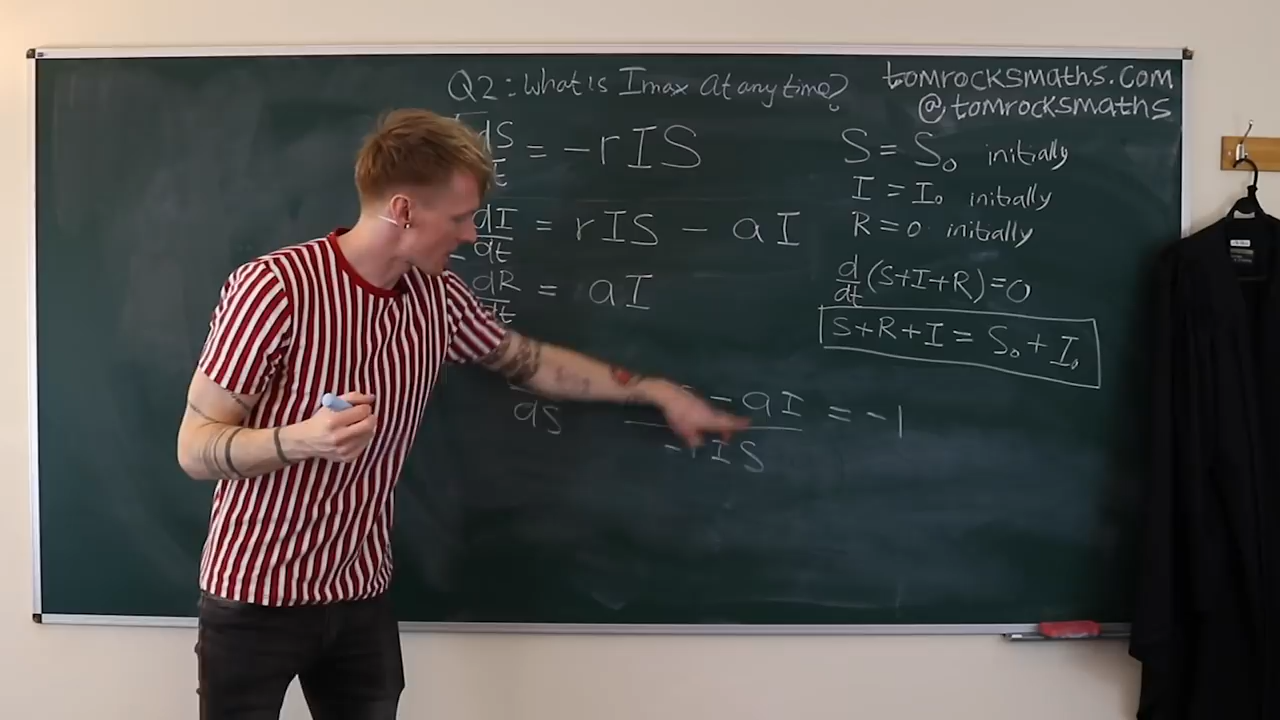 Q2: What is Imax at any time?
tomrocksmaths.com
@tomrocksmaths
dS/dt = -rIS
dI/dt = rIS - aI
dR/dt = aI
S = S₀ initially
I = I₀ initially
R = 0 initially
d/dt (S+I+R) = 0
S+R+I = S₀ + I₀
- aI = -1
dS
-rIS